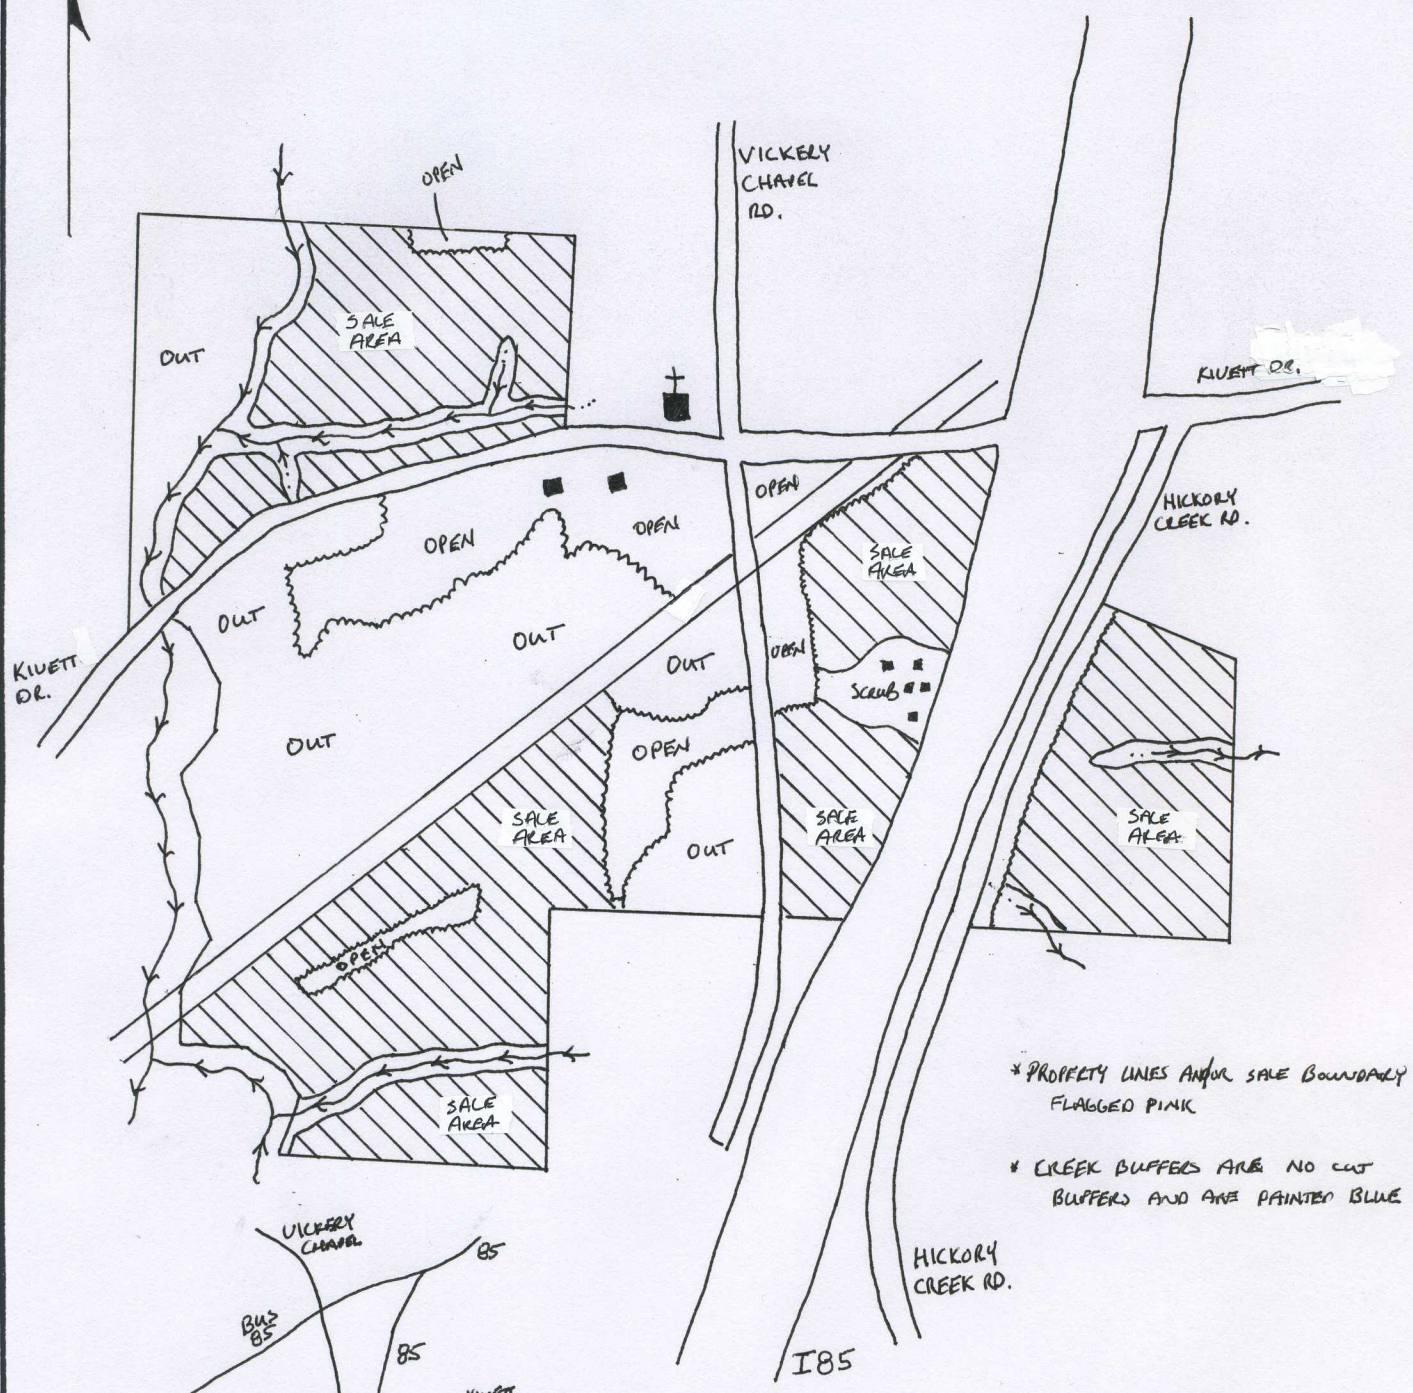 OPEN
VICKERY
CHAPEL
RD.
SALE
AREA
OUT
KIVETT DR.
OPEN
HICKORY
CREEK RD.
OPEN
OPEN
SALE
AREA
OUT
OUT
OUT
OPEN
KIVETT
DR.
SCRUB
OUT
OPEN
SALE
AREA
SALE
AREA
SALE
AREA
OUT
OPEN
* PROPERTY LINES AND/OR SALE BOUNDARY
FLAGGED PINK
SALE
AREA
* CREEK BUFFERS ARE NO CUT
BUFFERS AND ARE PAINTED BLUE
VICKERY
CHAPEL
85
HICKORY
CREEK RD.
BUS
85
85
I85